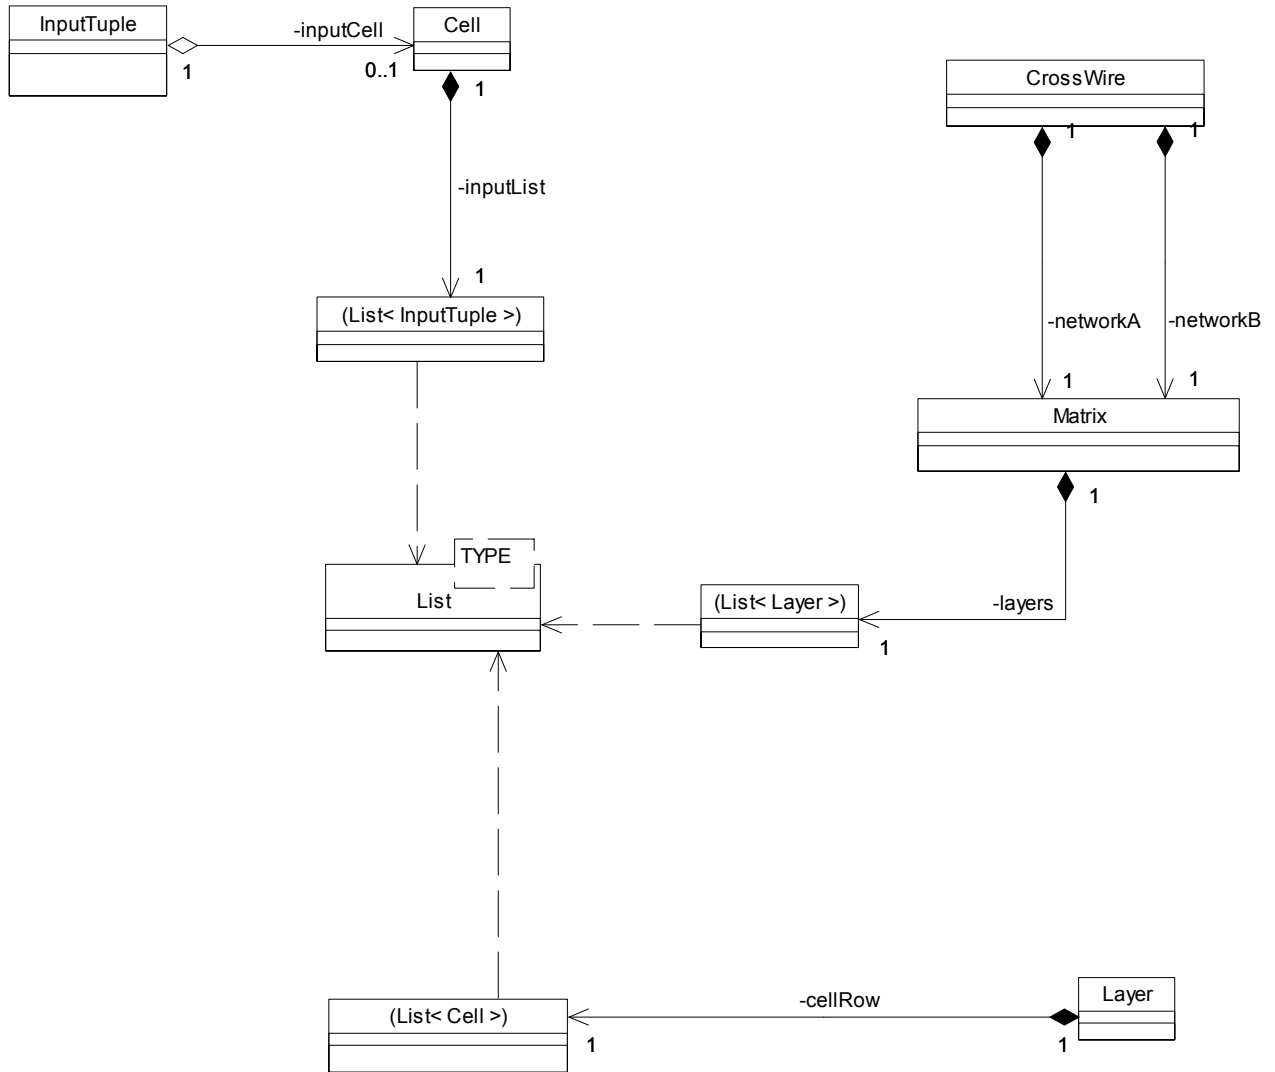 InputTuple
-inputCell
Cell
1
0..1
1
CrossWire
1
1
-inputList
1
(List< InputTuple >)
-networkA
-networkB
1
1
Matrix
1
TYPE
List
(List< Layer >)
-layers
1
(List< Cell >)
-cellRow
Layer
1
1